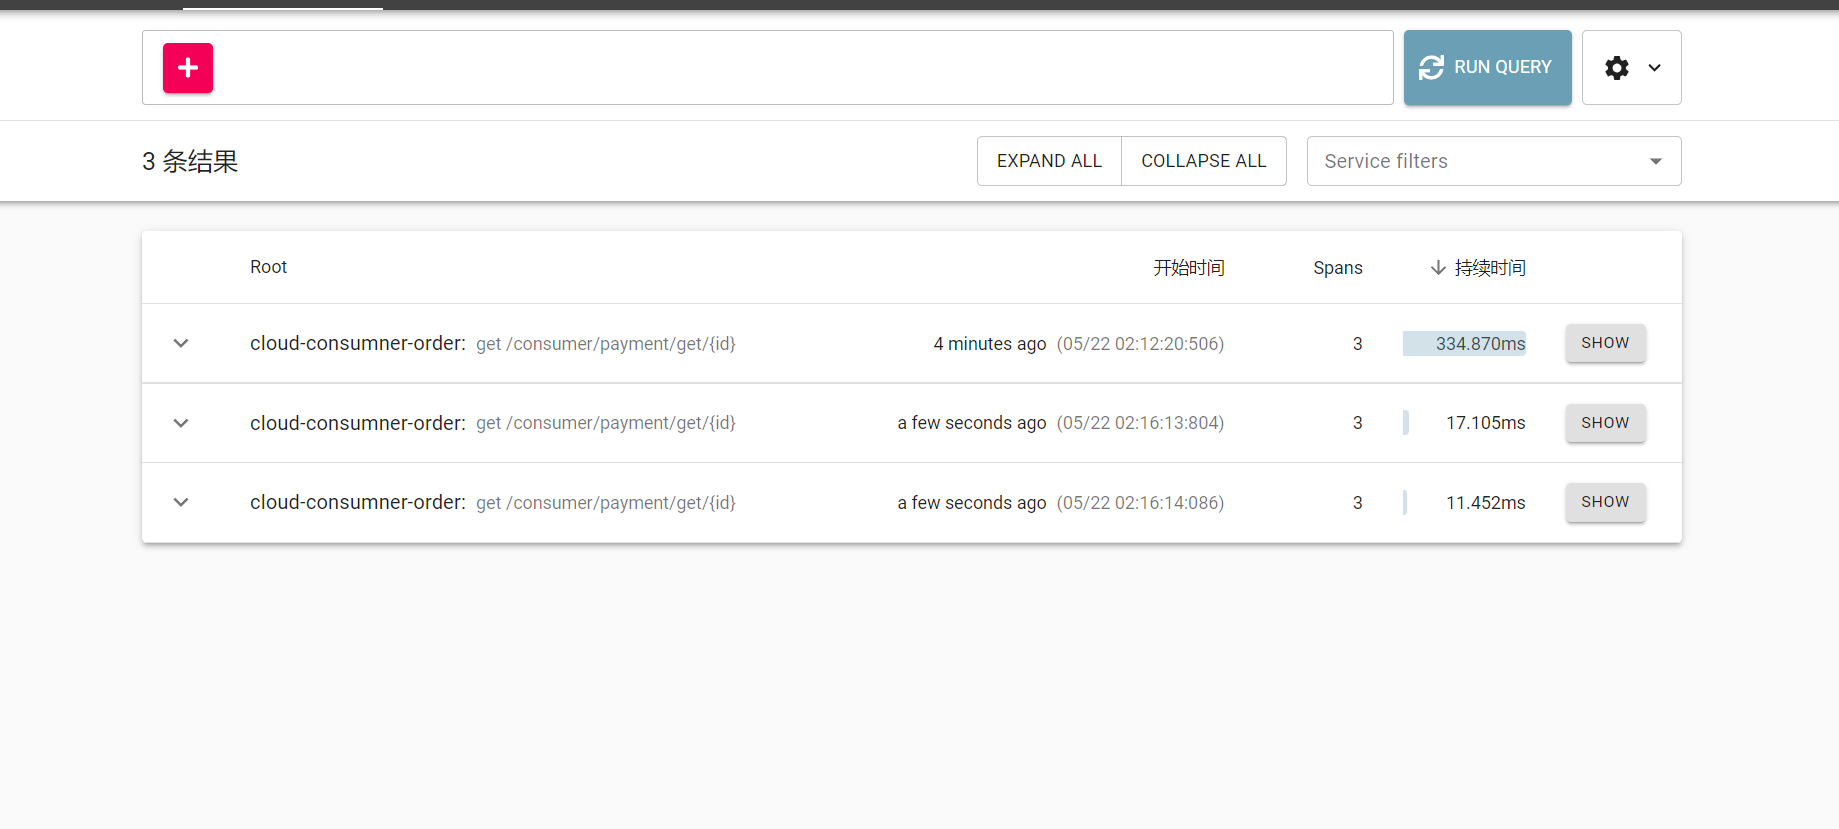 RUN QUERY
3 条结果
EXPAND ALL
COLLAPSE ALL
Service filters
Root 开始时间 Spans 持续时间
cloud-consumner-order: get /consumer/payment/get/{id} 4 minutes ago (05/22 02:12:20:506) 3 334.870ms SHOW
cloud-consumner-order: get /consumer/payment/get/{id} a few seconds ago (05/22 02:16:13:804) 3 17.105ms SHOW
cloud-consumner-order: get /consumer/payment/get/{id} a few seconds ago (05/22 02:16:14:086) 3 11.452ms SHOW